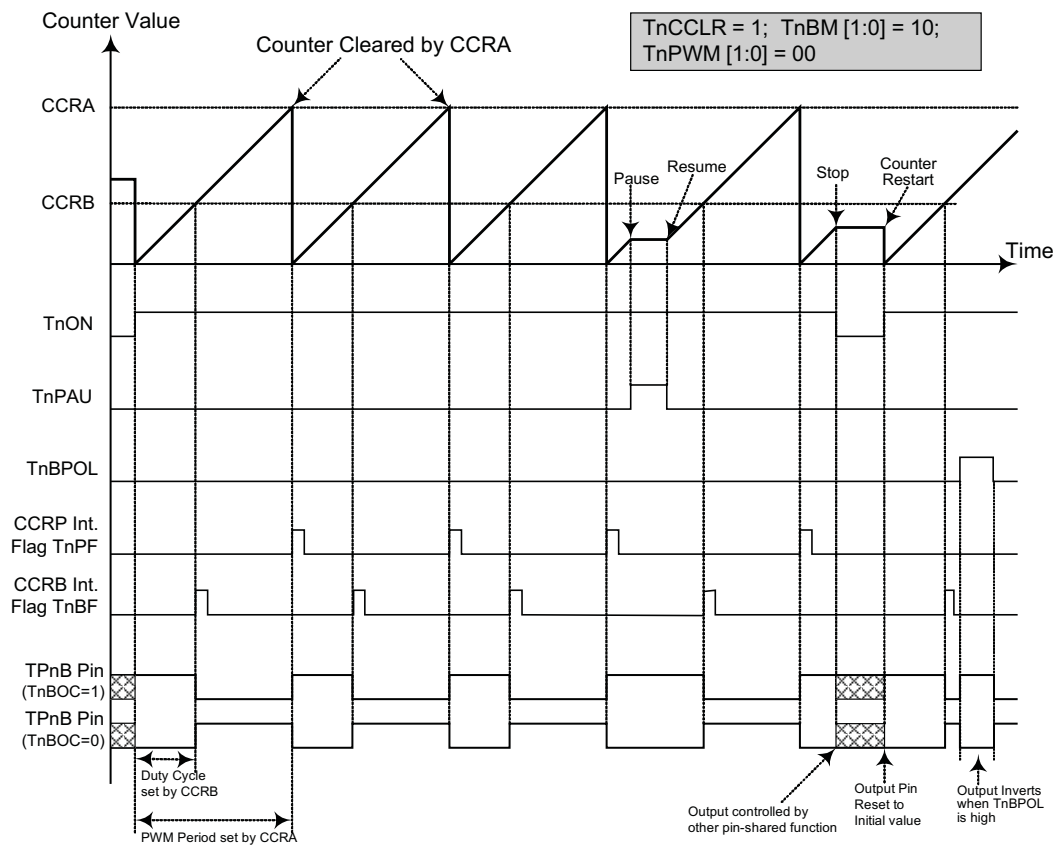 Counter Value
Counter Cleared by CCRA
TnCCLR = 1; TnBM [1:0] = 10;
TnPWM [1:0] = 00
CCRA
Pause
Resume
Stop
Counter
Restart
CCRB
Time
TnON
TnPAU
TnBPOL
CCRP Int.
Flag TnPF
CCRB Int.
Flag TnBF
TPnB Pin
(TnBOC=1)
TPnB Pin
(TnBOC=0)
Duty Cycle
set by CCRB
PWM Period set by CCRA
Output controlled by
other pin-shared function
Output Pin
Reset to
Initial value
Output Inverts
when TnBPOL
is high